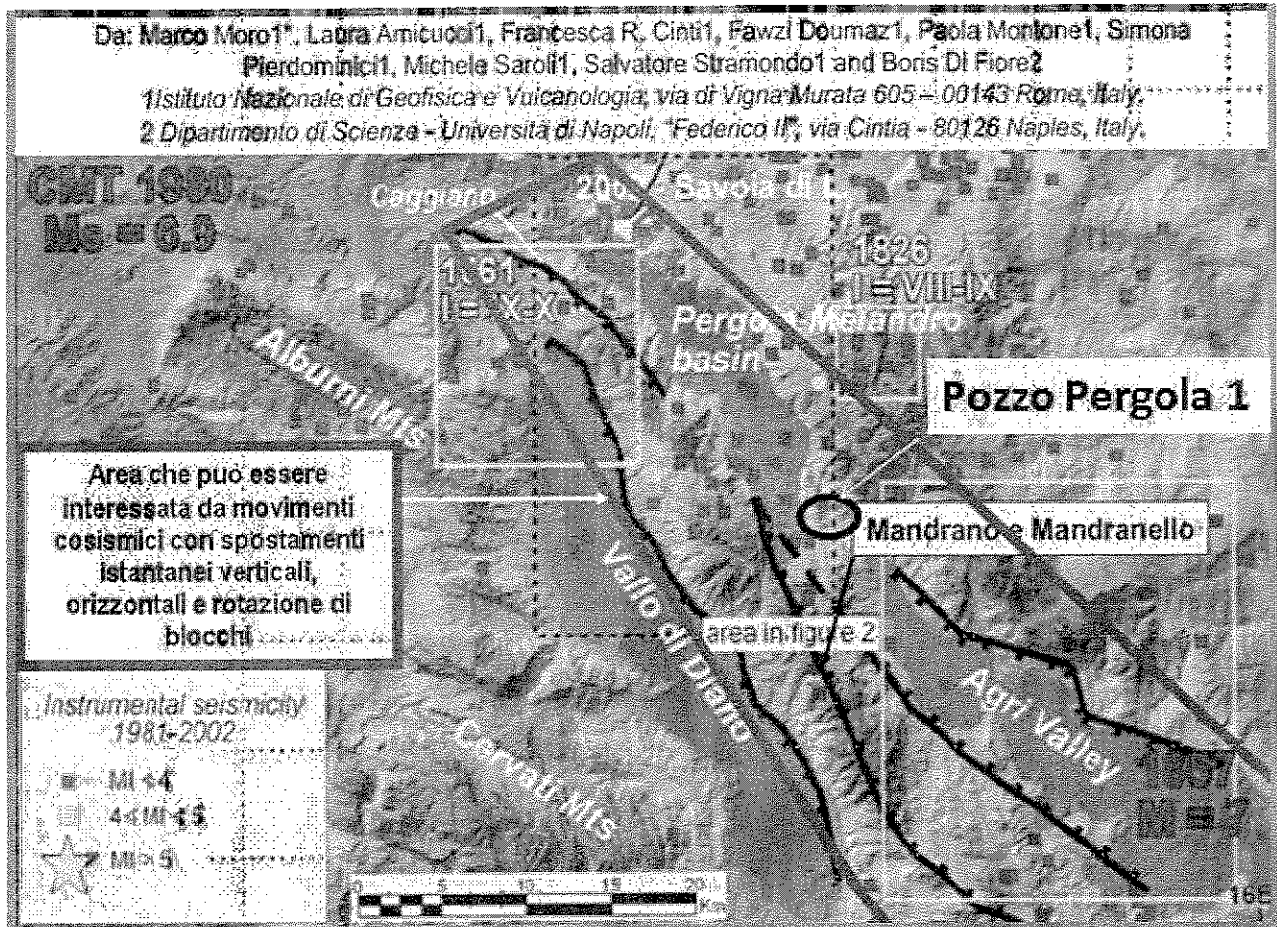 Da: Marco Moro1*, Laura Amicucci1, Francesca R. Cinti1, Fawzi Doumaz1, Paola Montone1, Simona
Pierdominici1, Michele Saroli1, Salvatore Stramondo1 and Boris Di Fiore2
1Istituto Nazionale di Geofisica e Vulcanologia, via di Vigna Murata 605 – 00143 Rome, Italy.
2 Dipartimento di Scienze - Università di Napoli, "Federico II", via Cintia - 80126 Naples, Italy.
CMT 1980
Ms = 6.9
Caggiano
Savoia di L.
1826
I = VIII-IX
Pergola-Melandro
basin
Alburni Mts
Pozzo Pergola 1
Area che può essere
interessata da movimenti
cosismici con spostamenti
istantanei verticali,
orizzontali e rotazione di
blocchi
Mandrano e Mandranello
Vallo di Diano
area in figure 2
Agri Valley
Cervati Mts
Instrumental seismicity
1981-2002
Ml <4
4<Ml<5
Ml > 5
0 5 10 15 20
Km
16E